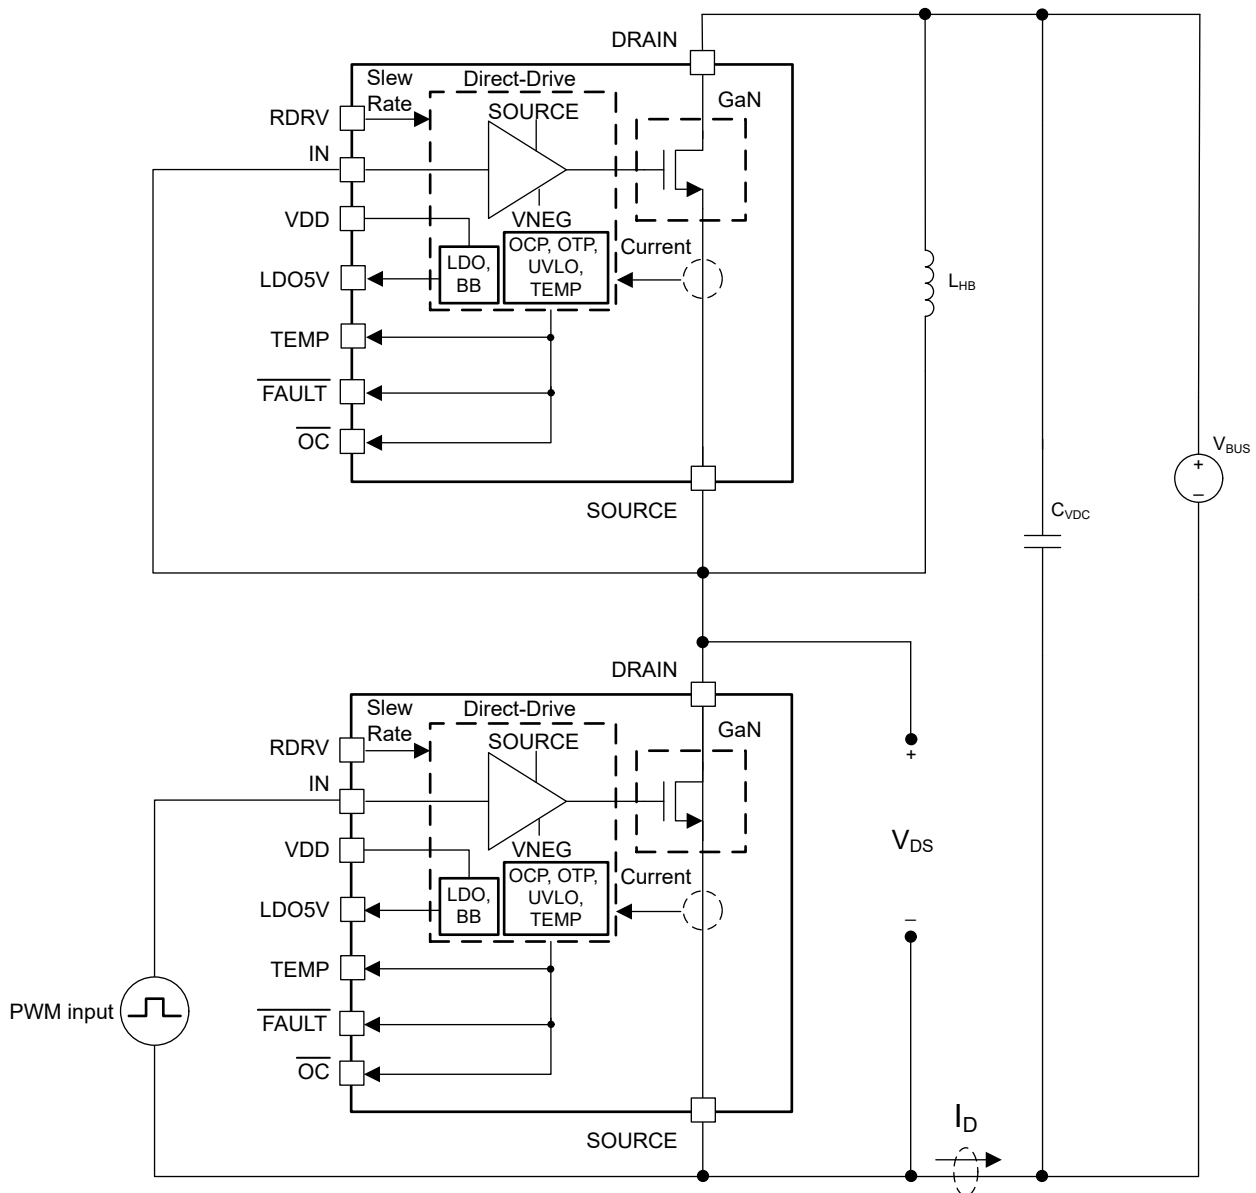 DRAIN
Slew
Rate
Direct-Drive
SOURCE
GaN
RDRV
IN
VDD
VNEG
LDO,
BB
OCP, OTP,
UVLO,
TEMP
Current
LDO5V
TEMP
FAULT
OC
SOURCE
LHB
CVDC
VBUS
+
–
DRAIN
Slew
Rate
Direct-Drive
SOURCE
GaN
RDRV
IN
VDD
VNEG
LDO,
BB
OCP, OTP,
UVLO,
TEMP
Current
LDO5V
TEMP
FAULT
OC
SOURCE
PWM input
+
VDS
–
ID